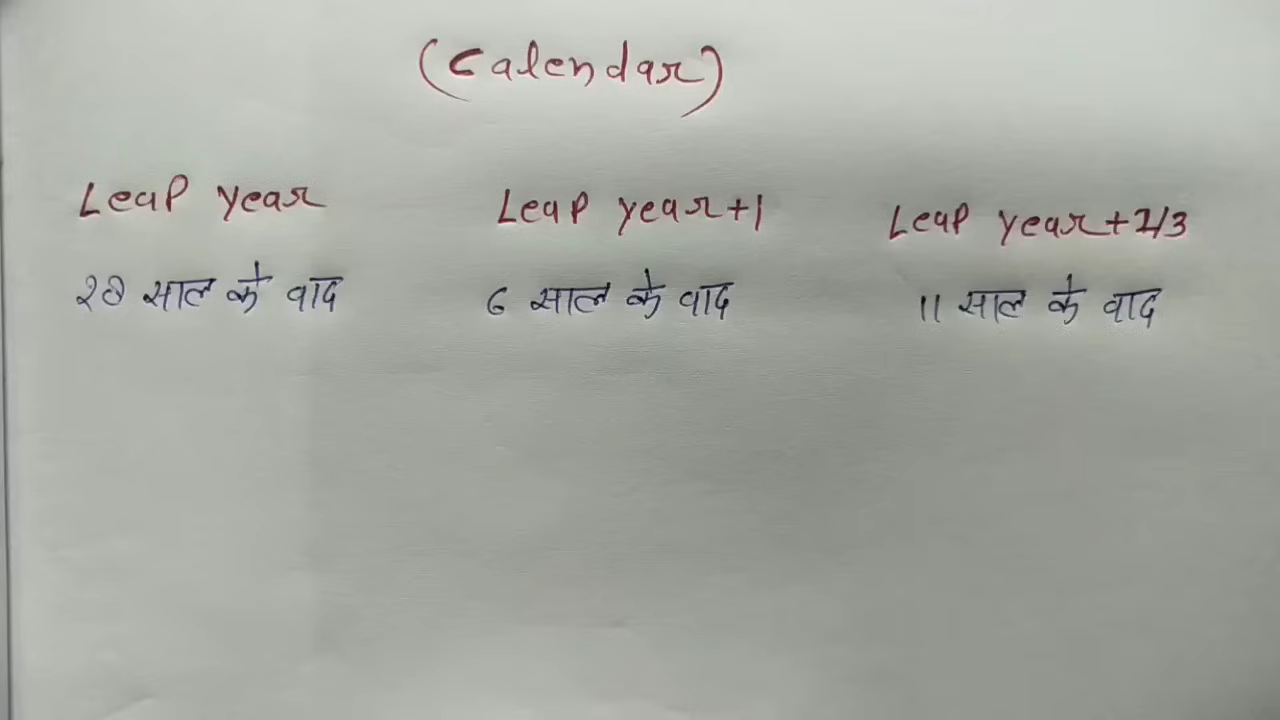 (Calendar)
Leap year
Leap year+1
Leap year+2/3
28 साल के बाद
6 साल के बाद
11 साल के बाद